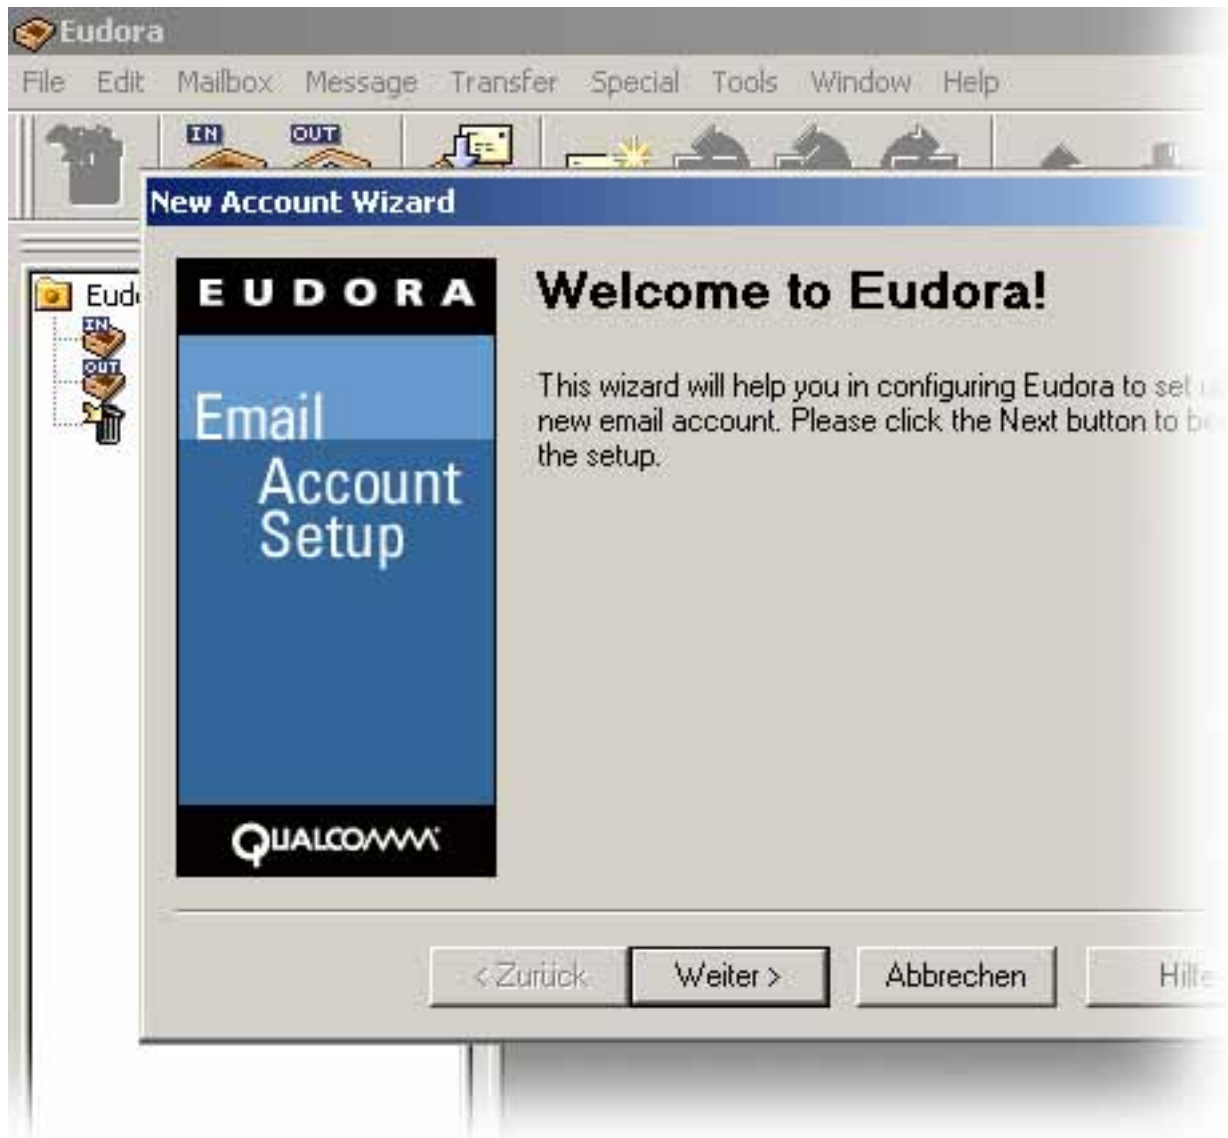 Eudora
File Edit Mailbox Message Transfer Special Tools Window Help
IN OUT
New Account Wizard
Eud
IN
OUT
EUDORA
Email
Account
Setup
QUALCOMM
Welcome to Eudora!
This wizard will help you in configuring Eudora to set
new email account. Please click the Next button to
the setup.
< Zurück Weiter > Abbrechen Hilfe